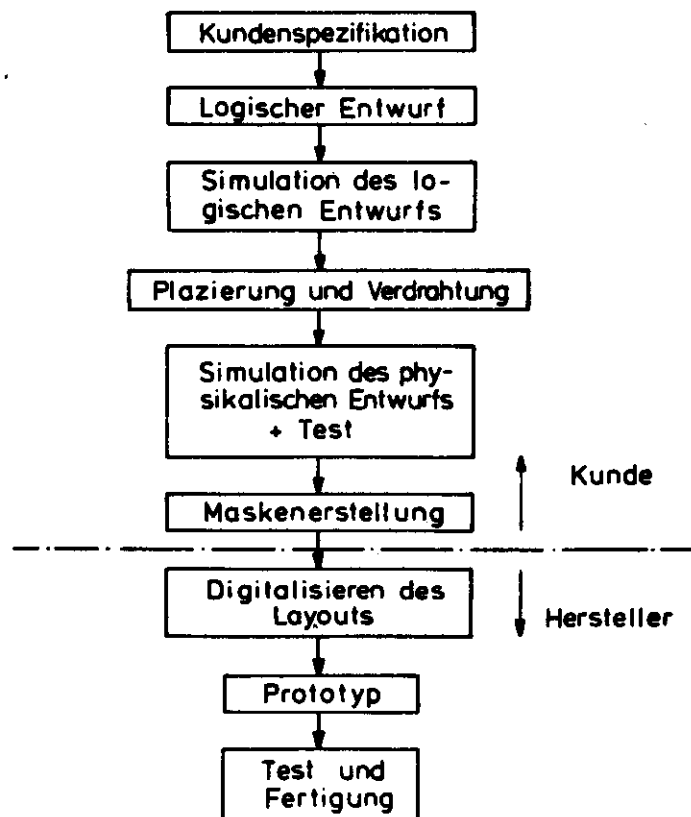 Kundenspezifikation
Logischer Entwurf
Simulation des lo-
gischen Entwurfs
Plazierung und Verdrahtung
Simulation des phy-
sikalischen Entwurfs
+ Test
Kunde
Maskenerstellung
Digitalisieren des
Layouts
Hersteller
Prototyp
Test und
Fertigung